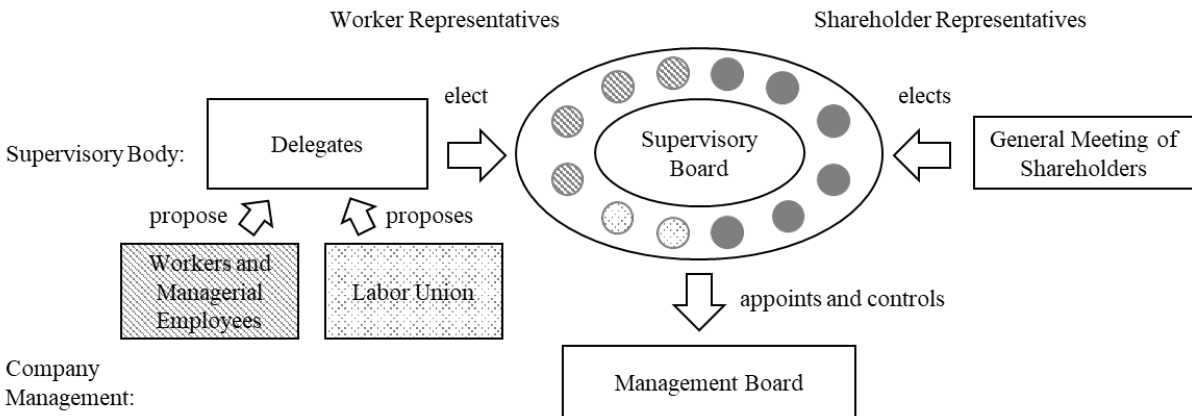 Worker Representatives
Shareholder Representatives
elect
elects
Supervisory Body:
Delegates
Supervisory
Board
General Meeting of
Shareholders
propose
proposes
Workers and
Managerial
Employees
Labor Union
appoints and controls
Company
Management:
Management Board